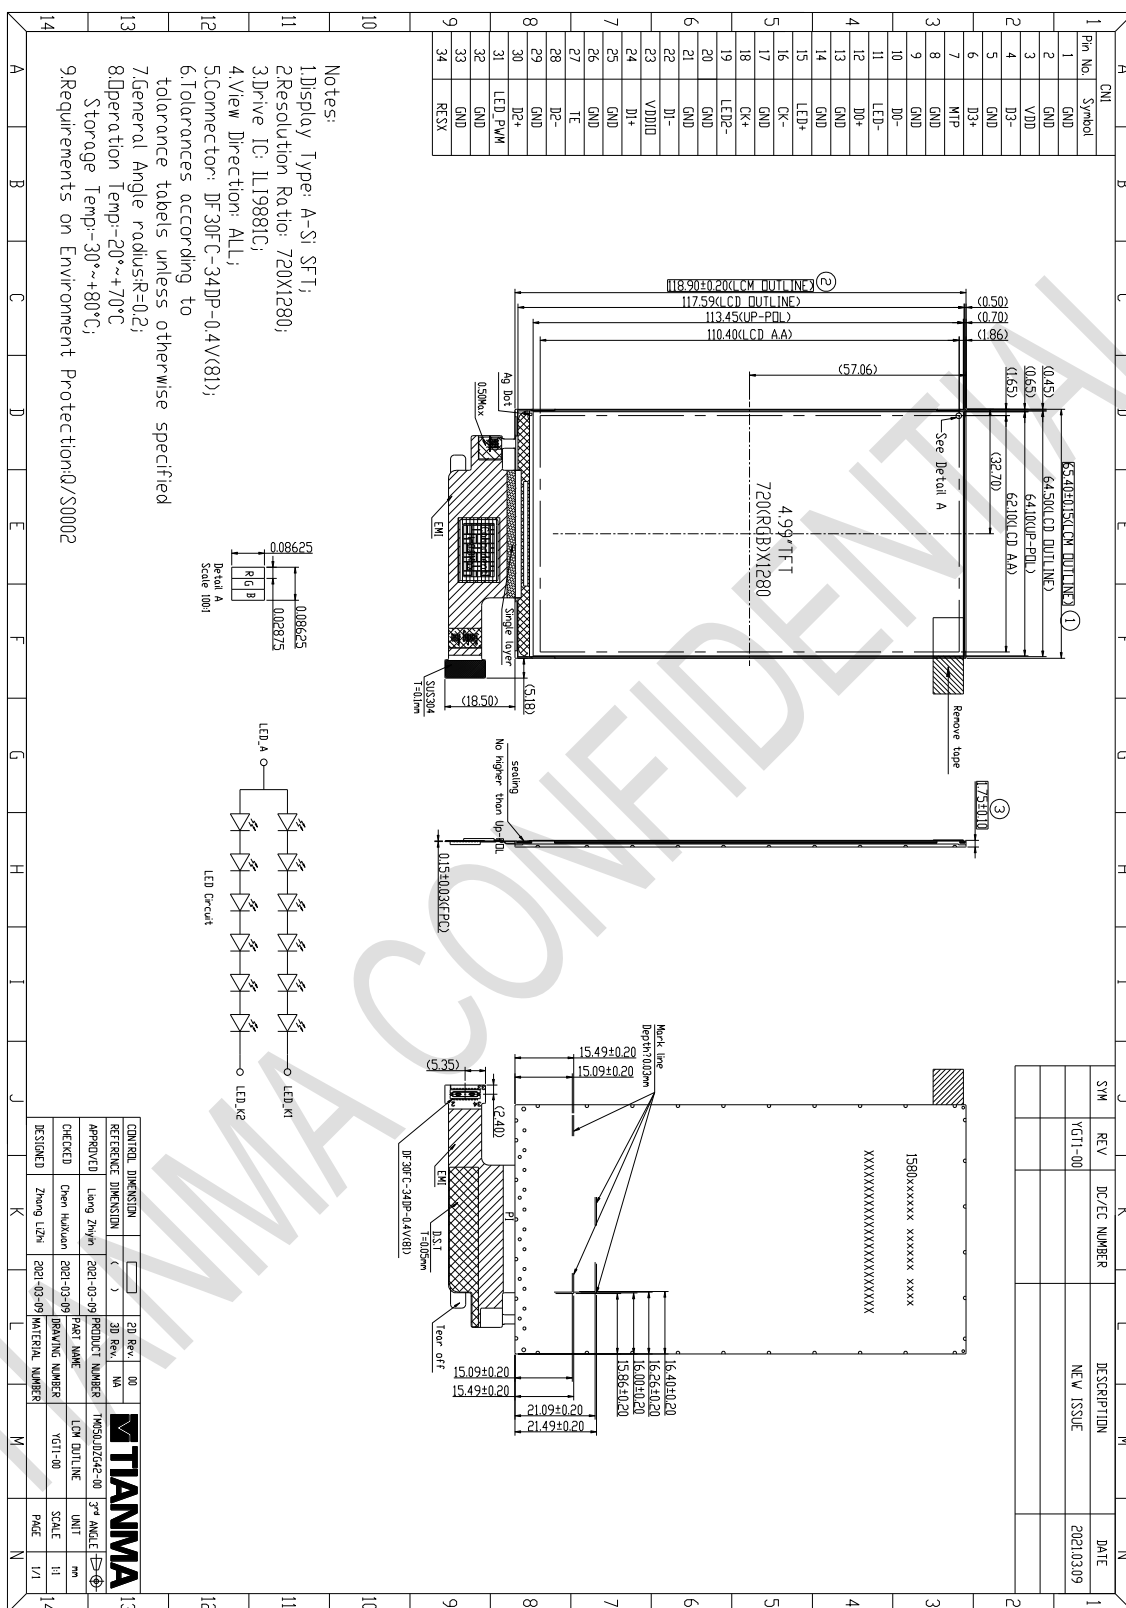 CN1
Pin No. Symbol
1 GND
2 GND
3 VDD
4 D3-
5 GND
6 D3+
7 MTP
8 GND
9 GND
10 D0-
11 LED-
12 D0+
13 GND
14 GND
15 LED+
16 CK-
17 GND
18 CK+
19 LED2-
20 GND
21 GND
22 D1-
23 VDDIO
24 D1+
25 GND
26 GND
27 TE
28 D2-
29 GND
30 D2+
31 LED_PWM
32 GND
33 GND
34 RESX
Notes:
1.Display Type: A-Si SFT;
2.Resolution Ratio: 720X1280;
3.Drive IC: ILI9881C;
4.View Direction: ALL;
5.Connector: DF30FC-34DP-0.4V(81);
6.Tolarances according to
tolarance tabels unless otherwise specified
7.General Angle radius:R=0.2;
8.Operation Temp:-20°~+70°C
Storage Temp:-30°~+80°C;
9.Requirements on Environment Protection:Q/S0002
118.90±0.20(LCM OUTLINE) 2
117.59(LCD OUTLINE)
113.45(UP-POL)
110.40(LCD A.A)
(0.50)
(0.70)
(1.86)
(57.06)
(0.45)
(0.65)
(1.65)
65.40±0.15(LCM OUTLINE) 1
64.50(LCD OUTLINE)
64.10(UP-POL)
62.10(LCD A.A)
(32.70)
See Detail A
4.99"TFT
720(RGB)X1280
Ag Dot
0.50Max
EMI
Single layer
(5.18)
(18.50)
SUS304
T=0.1mm
Remove tape
0.08625
0.08625
0.02875
R G B
Detail A
Scale 100:1
3
1.75±0.10
sealing
No higher than Up-POL
0.15±0.03(FPC)
LED_A
LED_K1
LED_K2
LED Circuit
Mark line
Depth?0.03mm
15.49±0.20
15.09±0.20
(5.35)
(2.40)
DF30FC-34DP-0.4V(81)
EMI
P1
D.S.T
T=0.05mm
Tear off
1580xxxxxx xxxxxx xxxx
XXXXXXXXXXXXXXXXXXXXXX
16.40±0.20
16.26±0.20
16.00±0.20
15.86±0.20
15.09±0.20
15.49±0.20
21.09±0.20
21.49±0.20
SYM REV DC/EC NUMBER DESCRIPTION DATE
YGT1-00 NEW ISSUE 2021.03.09
CONTROL DIMENSION 2D Rev. 00
REFERENCE DIMENSION ( ) 3D Rev. NA
TIANMA
APPROVED Liang Zhiyin 2021-03-09 PRODUCT NUMBER TM050JDZG42-00 3rd ANGLE
CHECKED Chen HuiXuan 2021-03-09 PART NAME LCM OUTLINE UNIT mm
DRAWING NUMBER YGT1-00 SCALE 1:1
DESIGNED Zhang LiZhi 2021-03-09 MATERIAL NUMBER PAGE 1/1
TIANMA CONFIDENTIAL
1 2 3 4 5 6 7 8 9 10 11 12 13 14
A B C D E F G H I J K L M N